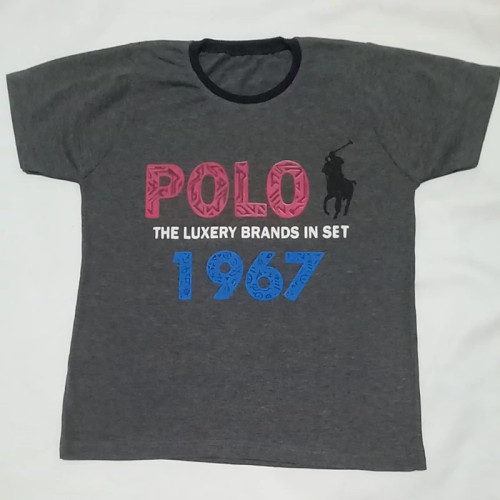 POLO
THE LUXERY BRANDS IN SET
1967